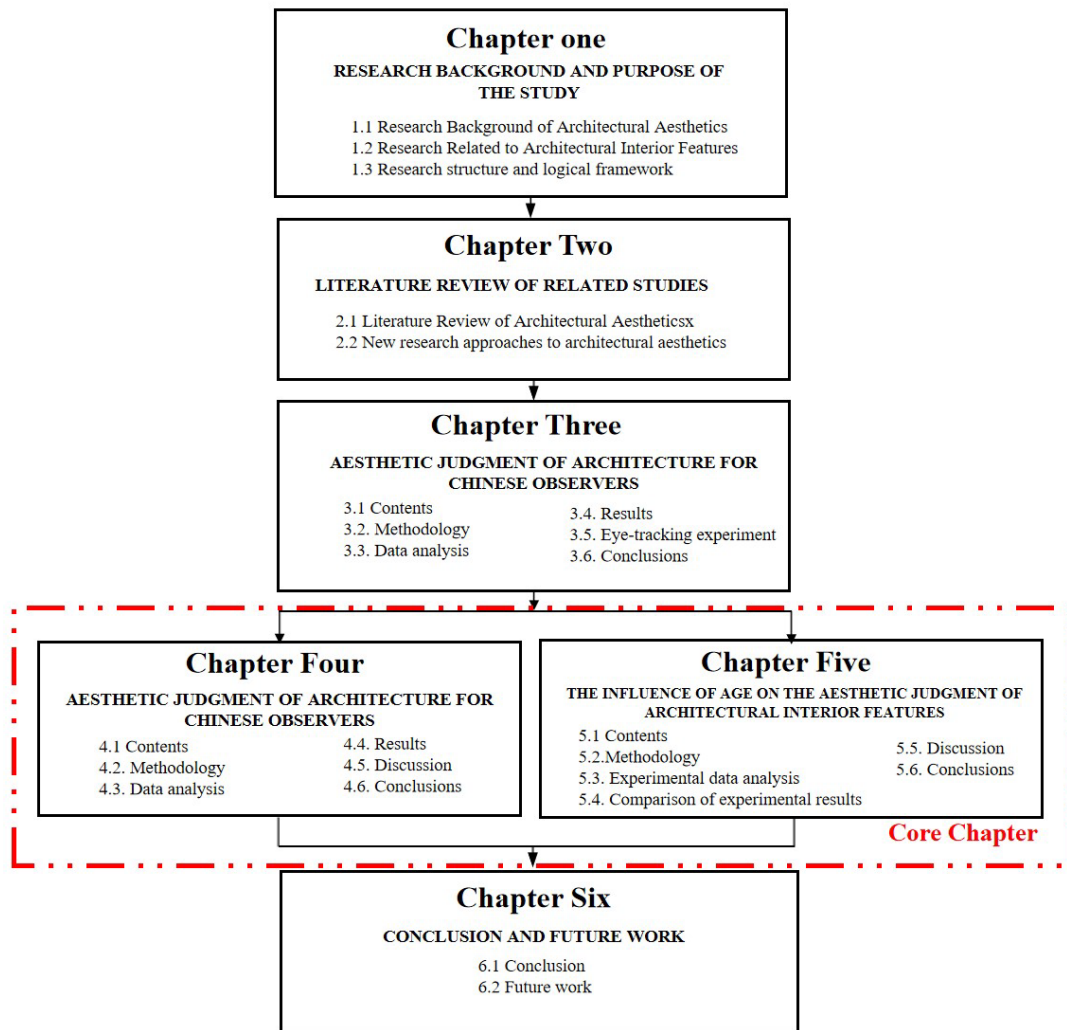 Chapter one
RESEARCH BACKGROUND AND PURPOSE OF
THE STUDY
1.1 Research Background of Architectural Aesthetics
1.2 Research Related to Architectural Interior Features
1.3 Research structure and logical framework
Chapter Two
LITERATURE REVIEW OF RELATED STUDIES
2.1 Literature Review of Architectural Aestheticsx
2.2 New research approaches to architectural aesthetics
Chapter Three
AESTHETIC JUDGMENT OF ARCHITECTURE FOR
CHINESE OBSERVERS
3.1 Contents
3.2. Methodology
3.3. Data analysis
3.4. Results
3.5. Eye-tracking experiment
3.6. Conclusions
Chapter Four
AESTHETIC JUDGMENT OF ARCHITECTURE FOR
CHINESE OBSERVERS
4.1 Contents
4.2. Methodology
4.3. Data analysis
4.4. Results
4.5. Discussion
4.6. Conclusions
Chapter Five
THE INFLUENCE OF AGE ON THE AESTHETIC JUDGMENT OF
ARCHITECTURAL INTERIOR FEATURES
5.1 Contents
5.2.Methodology
5.3. Experimental data analysis
5.4. Comparison of experimental results
5.5. Discussion
5.6. Conclusions
Core Chapter
Chapter Six
CONCLUSION AND FUTURE WORK
6.1 Conclusion
6.2 Future work